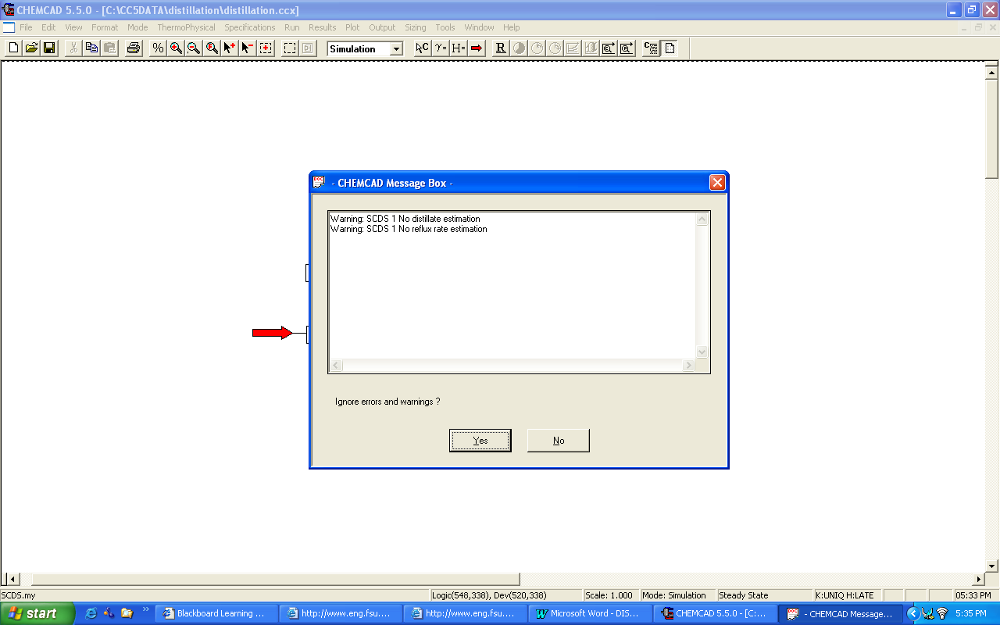 CHEMCAD 5.5.0 - [C:\CC5DATA\distillation\distillation.ccx]
File Edit View Format Mode ThermoPhysical Specifications Run Results Plot Output Sizing Tools Window Help
% Simulation C γ= H= R C
- CHEMCAD Message Box -
Warning: SCDS 1 No distillate estimation
Warning: SCDS 1 No reflux rate estimation
Ignore errors and warnings ?
Yes No
SCDS.my Logic(548,338), Dev(520,338) Scale: 1.000 Mode: Simulation Steady State K:UNIQ H:LATE 05:33 PM
start Blackboard Learning ... http://www.eng.fsu.... http://www.eng.fsu.... Microsoft Word - DIS... CHEMCAD 5.5.0 - [C:... - CHEMCAD Message... 5:35 PM